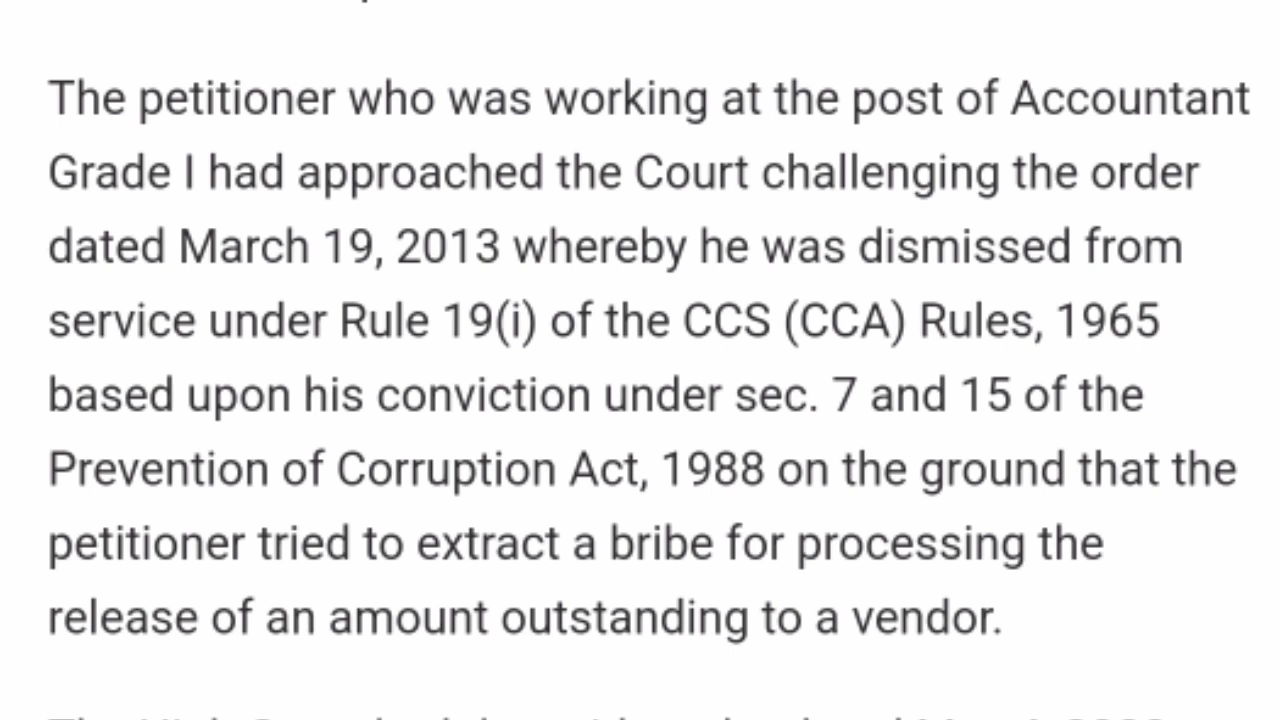 The petitioner who was working at the post of Accountant
Grade I had approached the Court challenging the order
dated March 19, 2013 whereby he was dismissed from
service under Rule 19(i) of the CCS (CCA) Rules, 1965
based upon his conviction under sec. 7 and 15 of the
Prevention of Corruption Act, 1988 on the ground that the
petitioner tried to extract a bribe for processing the
release of an amount outstanding to a vendor.